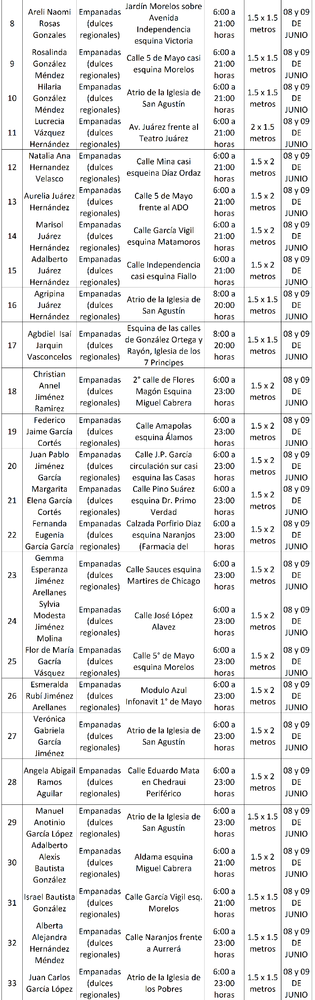 8 Areli Naomi Rosas Gonzales Empanadas (dulces regionales) Jardín Morelos sobre Avenida Independencia esquina Victoria 6:00 a 21:00 horas 1.5 x 1.5 metros 08 y 09 DE JUNIO
9 Rosalinda González Méndez Empanadas (dulces regionales) Calle 5 de Mayo casi esquina Morelos 6:00 a 21:00 horas 1.5 x 1.5 metros 08 y 09 DE JUNIO
10 Hilaria González Méndez Empanadas (dulces regionales) Atrio de la Iglesia de San Agustín 6:00 a 21:00 horas 1.5 x 1.5 metros 08 y 09 DE JUNIO
11 Lucrecia Vázquez Hernández Empanadas (dulces regionales) Av. Juárez frente al Teatro Juárez 6:00 a 21:00 horas 2 x 1.5 metros 08 y 09 DE JUNIO
12 Natalia Ana Hernandez Velasco Empanadas (dulces regionales) Calle Mina casi esqueina Díaz Ordaz 6:00 a 21:00 horas 1.5 x 2 metros 08 y 09 DE JUNIO
13 Aurelia Juárez Hernández Empanadas (dulces regionales) Calle 5 de Mayo frente al ADO 6:00 a 21:00 horas 1.5 x 2 metros 08 y 09 DE JUNIO
14 Marisol Juárez Hernández Empanadas (dulces regionales) Calle García Vigil esquina Matamoros 6:00 a 21:00 horas 1.5 x 2 metros 08 y 09 DE JUNIO
15 Adalberto Juárez Hernández Empanadas (dulces regionales) Calle Independencia casi esquina Fiallo 6:00 a 21:00 horas 1.5 x 2 metros 08 y 09 DE JUNIO
16 Agripina Juárez Hernández Empanadas (dulces regionales) Atrio de la Iglesia de San Agustín 8:00 a 20:00 horas 1.5 x 1.5 metros 08 y 09 DE JUNIO
17 Agbdiel Isaí Jarquin Vasconcelos Empanadas (dulces regionales) Esquina de las calles de González Ortega y Rayón, Iglesia de los 7 Principes 8:00 a 20:00 horas 1.5 x 1.5 metros 08 y 09 DE JUNIO
18 Christian Annel Jiménez Ramirez Empanadas (dulces regionales) 2° calle de Flores Magón Esquina Miguel Cabrera 6:00 a 23:00 horas 1.5 x 2 metros 08 y 09 DE JUNIO
19 Federico Jaime García Cortés Empanadas (dulces regionales) Calle Amapolas esquina Álamos 6:00 a 23:00 horas 1.5 x 2 metros 08 y 09 DE JUNIO
20 Juan Pablo Jiménez García Empanadas (dulces regionales) Calle J.P. García circulación sur casi esquina las Casas 6:00 a 23:00 horas 1.5 x 2 metros 08 y 09 DE JUNIO
21 Margarita Elena García Cortés Empanadas (dulces regionales) Calle Pino Suárez esquina Dr. Primo Verdad 6:00 a 23:00 horas 1.5 x 2 metros 08 y 09 DE JUNIO
22 Fernanda Eugenia García García Empanadas (dulces regionales) Calzada Porfirio Diaz esquina Naranjos (Farmacia del 6:00 a 23:00 horas 1.5 x 2 metros 08 y 09 DE JUNIO
23 Gemma Esperanza Jiménez Arellanes Empanadas (dulces regionales) Calle Sauces esquina Martires de Chicago 6:00 a 23:00 horas 1.5 x 2 metros 08 y 09 DE JUNIO
24 Sylvia Modesta Jiménez Molina Empanadas (dulces regionales) Calle José López Alavez 6:00 a 23:00 horas 1.5 x 2 metros 08 y 09 DE JUNIO
25 Flor de María Gacría Vásquez Empanadas (dulces regionales) Calle 5° de Mayo esquina Morelos 6:00 a 23:00 horas 1.5 x 2 metros 08 y 09 DE JUNIO
26 Esmeralda Rubí Jiménez Arellanes Empanadas (dulces regionales) Modulo Azul Infonavit 1° de Mayo 6:00 a 23:00 horas 1.5 x 2 metros 08 y 09 DE JUNIO
27 Verónica Gabriela García Jiménez Empanadas (dulces regionales) Atrio de la Iglesia de San Agustín 6:00 a 23:00 horas 1.5 x 2 metros 08 y 09 DE JUNIO
28 Angela Abigail Ramos Aguilar Empanadas (dulces regionales) Calle Eduardo Mata en Chedraui Periférico 6:00 a 23:00 horas 1.5 x 2 metros 08 y 09 DE JUNIO
29 Manuel Anotinio García López Empanadas (dulces regionales) Atrio de la Iglesia de San Agustín 6:00 a 23:00 horas 1.5 x 1.5 metros 08 y 09 DE JUNIO
30 Adalberto Alexis Bautista González Empanadas (dulces regionales) Aldama esquina Miguel Cabrera 6:00 a 21:00 horas 1.5 x 2 metros 08 y 09 DE JUNIO
31 Israel Bautista González Empanadas (dulces regionales) Calle García Vigil esq. Morelos 6:00 a 21:00 horas 1.5 x 1.5 metros 08 y 09 DE JUNIO
32 Alberta Alejandra Hernández Méndez Empanadas (dulces regionales) Calle Naranjos frente a Aurrerá 6:00 a 23:00 horas 1.5 x 1.5 metros 08 y 09 DE JUNIO
33 Juan Carlos García López Empanadas (dulces regionales) Atrio de la Iglesia de los Pobres 6:00 a 23:00 horas 1.5 x 1.5 metros 08 y 09 DE JUNIO